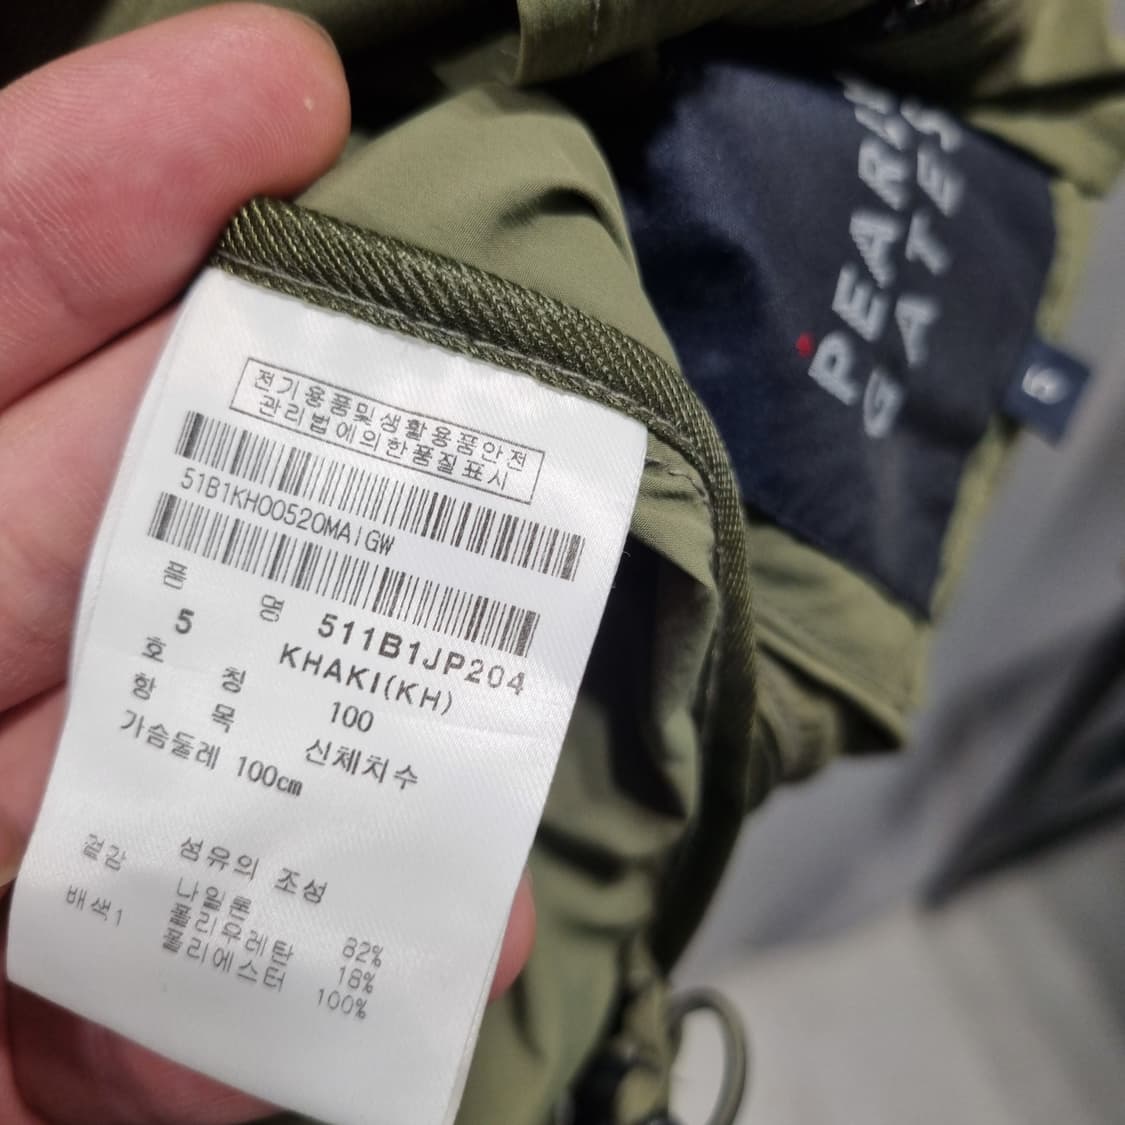 PEARLY
GATES
5
전기용품및생활용품안전
관리법에의한품질표시
51B1KH00520MA|GW
품 명 511B1JP204
5 KHAKI(KH)
호 칭 100
항 목 신체치수
가슴둘레 100cm
섬유의 조성
겉감 나일론 82%
폴리우레탄 18%
배색1 폴리에스터 100%